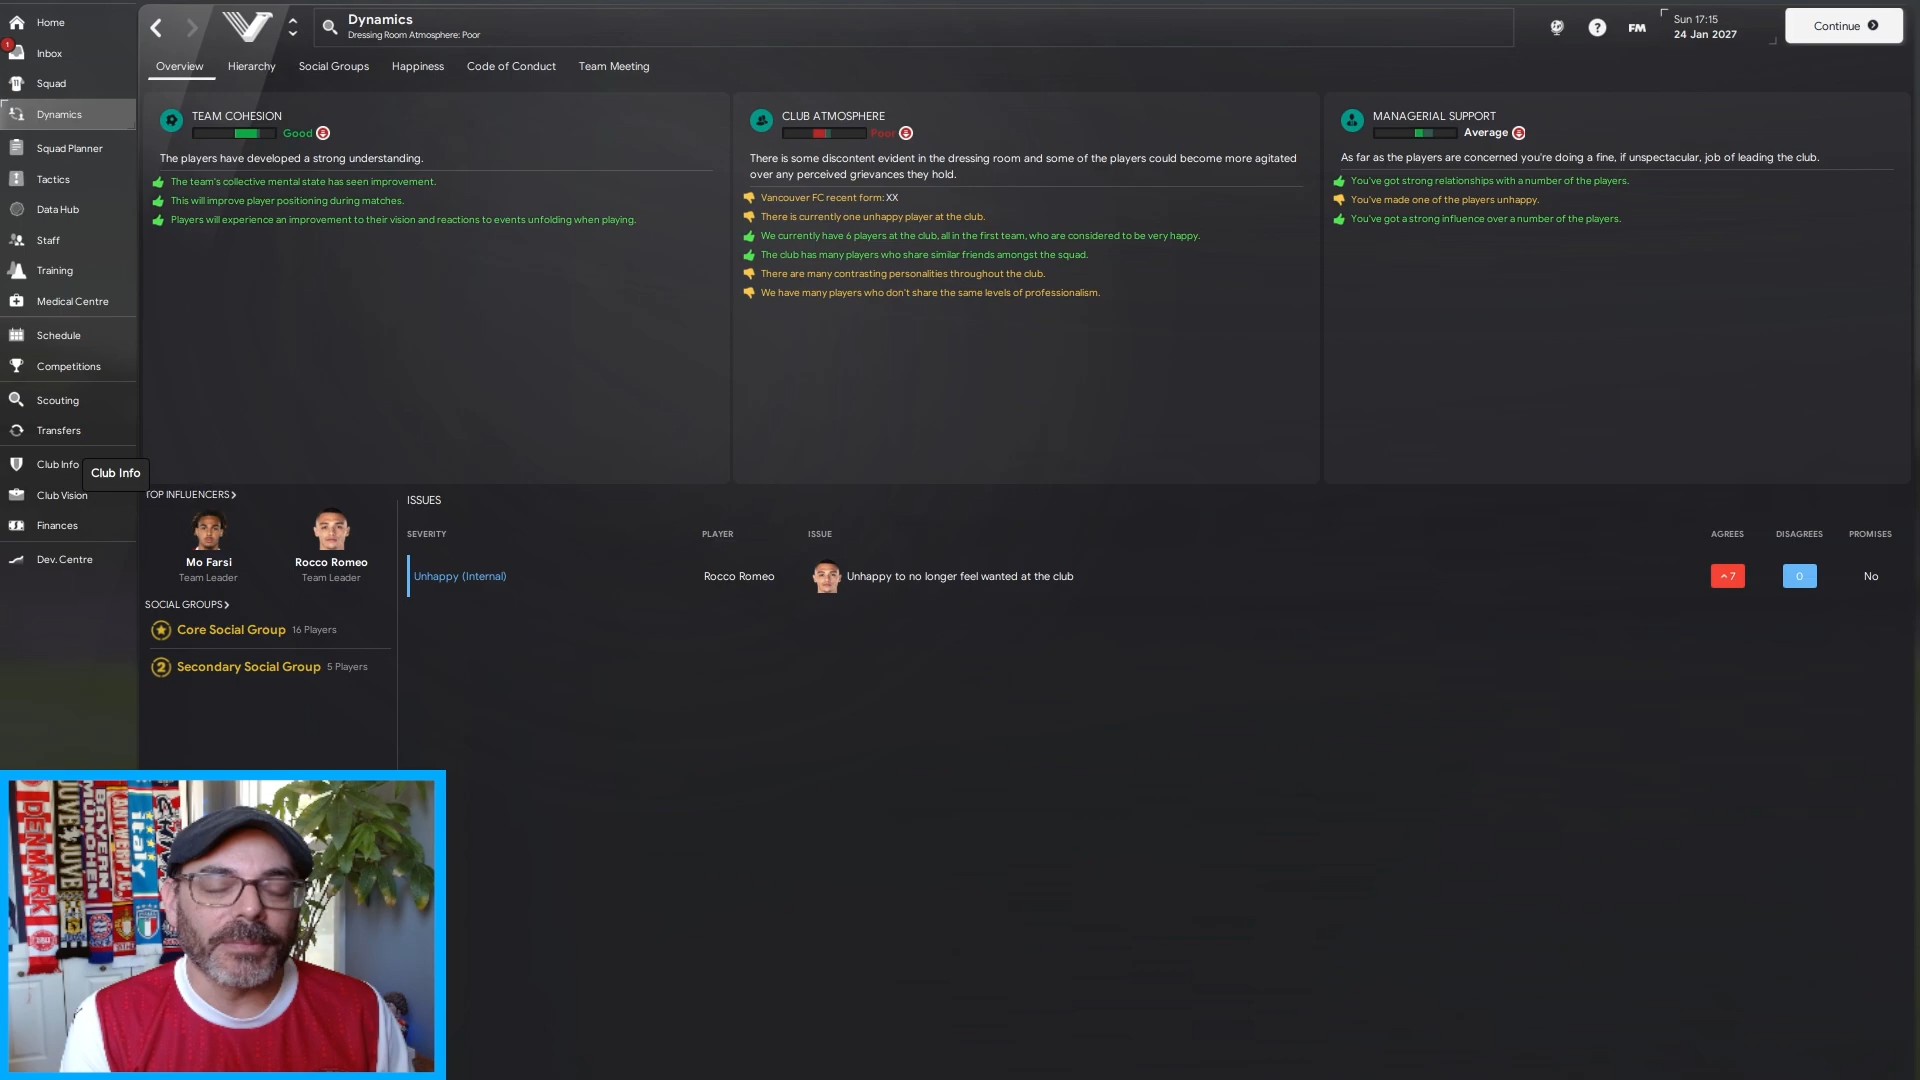 Home
1
Inbox
Squad
Dynamics
Squad Planner
Tactics
Data Hub
Staff
Training
Medical Centre
Schedule
Competitions
Scouting
Transfers
Club Info
Club Info
Club Vision
Finances
Dev. Centre
Dynamics
Dressing Room Atmosphere: Poor
?
FM
Sun 17:15
24 Jan 2027
Continue
Overview
Hierarchy
Social Groups
Happiness
Code of Conduct
Team Meeting
TEAM COHESION
Good
The players have developed a strong understanding.
The team's collective mental state has seen improvement.
This will improve player positioning during matches.
Players will experience an improvement to their vision and reactions to events unfolding when playing.
CLUB ATMOSPHERE
Poor
There is some discontent evident in the dressing room and some of the players could become more agitated
over any perceived grievances they hold.
Vancouver FC recent form: XX
There is currently one unhappy player at the club.
We currently have 6 players at the club, all in the first team, who are considered to be very happy.
The club has many players who share similar friends amongst the squad.
There are many contrasting personalities throughout the club.
We have many players who don't share the same levels of professionalism.
MANAGERIAL SUPPORT
Average
As far as the players are concerned you're doing a fine, if unspectacular, job of leading the club.
You've got strong relationships with a number of the players.
You've made one of the players unhappy.
You've got a strong influence over a number of the players.
TOP INFLUENCERS
Mo Farsi
Team Leader
Rocco Romeo
Team Leader
SOCIAL GROUPS
Core Social Group 16 Players
2 Secondary Social Group 5 Players
ISSUES
SEVERITY PLAYER ISSUE AGREES DISAGREES PROMISES
Unhappy (Internal) Rocco Romeo Unhappy to no longer feel wanted at the club 7 0 No
DENMARK
JUVE JUVE
BAYERN
MÜNCHEN
ANTWERP F.C.
italy